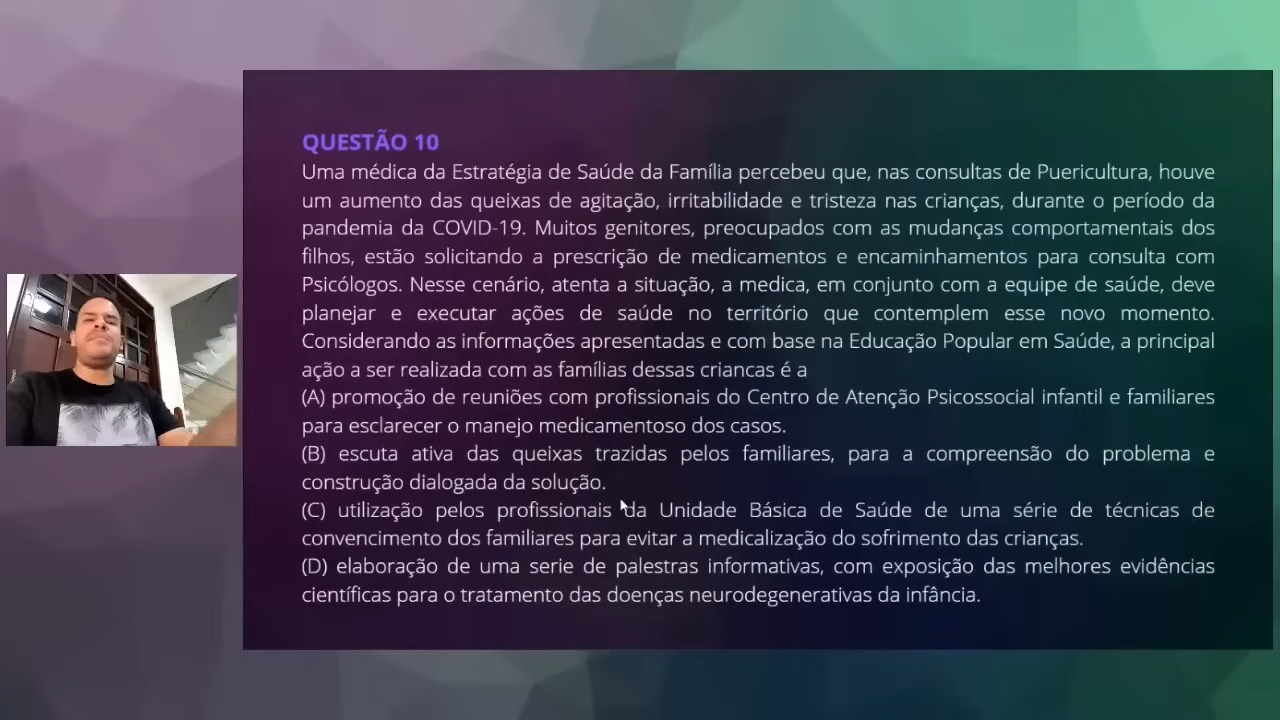 QUESTÃO 10
Uma médica da Estratégia de Saúde da Família percebeu que, nas consultas de Puericultura, houve
um aumento das queixas de agitação, irritabilidade e tristeza nas crianças, durante o período da
pandemia da COVID-19. Muitos genitores, preocupados com as mudanças comportamentais dos
filhos, estão solicitando a prescrição de medicamentos e encaminhamentos para consulta com
Psicólogos. Nesse cenário, atenta a situação, a medica, em conjunto com a equipe de saúde, deve
planejar e executar ações de saúde no território que contemplem esse novo momento.
Considerando as informações apresentadas e com base na Educação Popular em Saúde, a principal
ação a ser realizada com as famílias dessas criancas é a
(A) promoção de reuniões com profissionais do Centro de Atenção Psicossocial infantil e familiares
para esclarecer o manejo medicamentoso dos casos.
(B) escuta ativa das queixas trazidas pelos familiares, para a compreensão do problema e
construção dialogada da solução.
(C) utilização pelos profissionais da Unidade Básica de Saúde de uma série de técnicas de
convencimento dos familiares para evitar a medicalização do sofrimento das crianças.
(D) elaboração de uma serie de palestras informativas, com exposição das melhores evidências
científicas para o tratamento das doenças neurodegenerativas da infância.